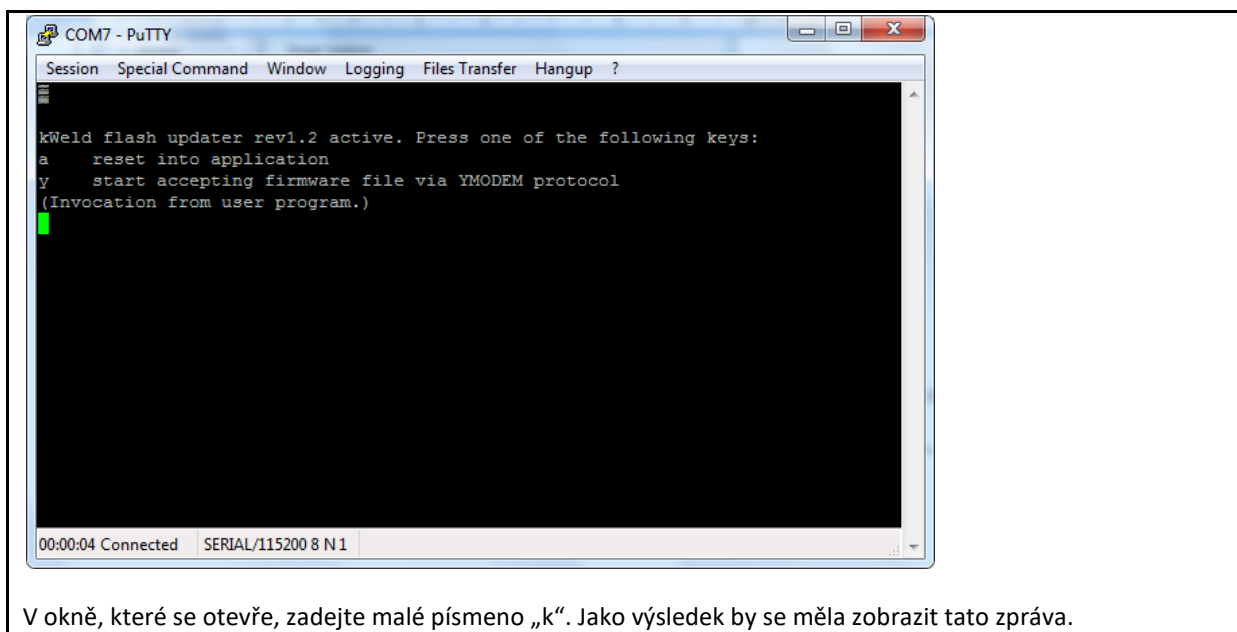 COM7 - PuTTY
Session Special Command Window Logging Files Transfer Hangup ?
kWeld flash updater rev1.2 active. Press one of the following keys:
a reset into application
y start accepting firmware file via YMODEM protocol
(Invocation from user program.)
00:00:04 Connected SERIAL/115200 8 N 1
V okně, které se otevře, zadejte malé písmeno „k“. Jako výsledek by se měla zobrazit tato zpráva.